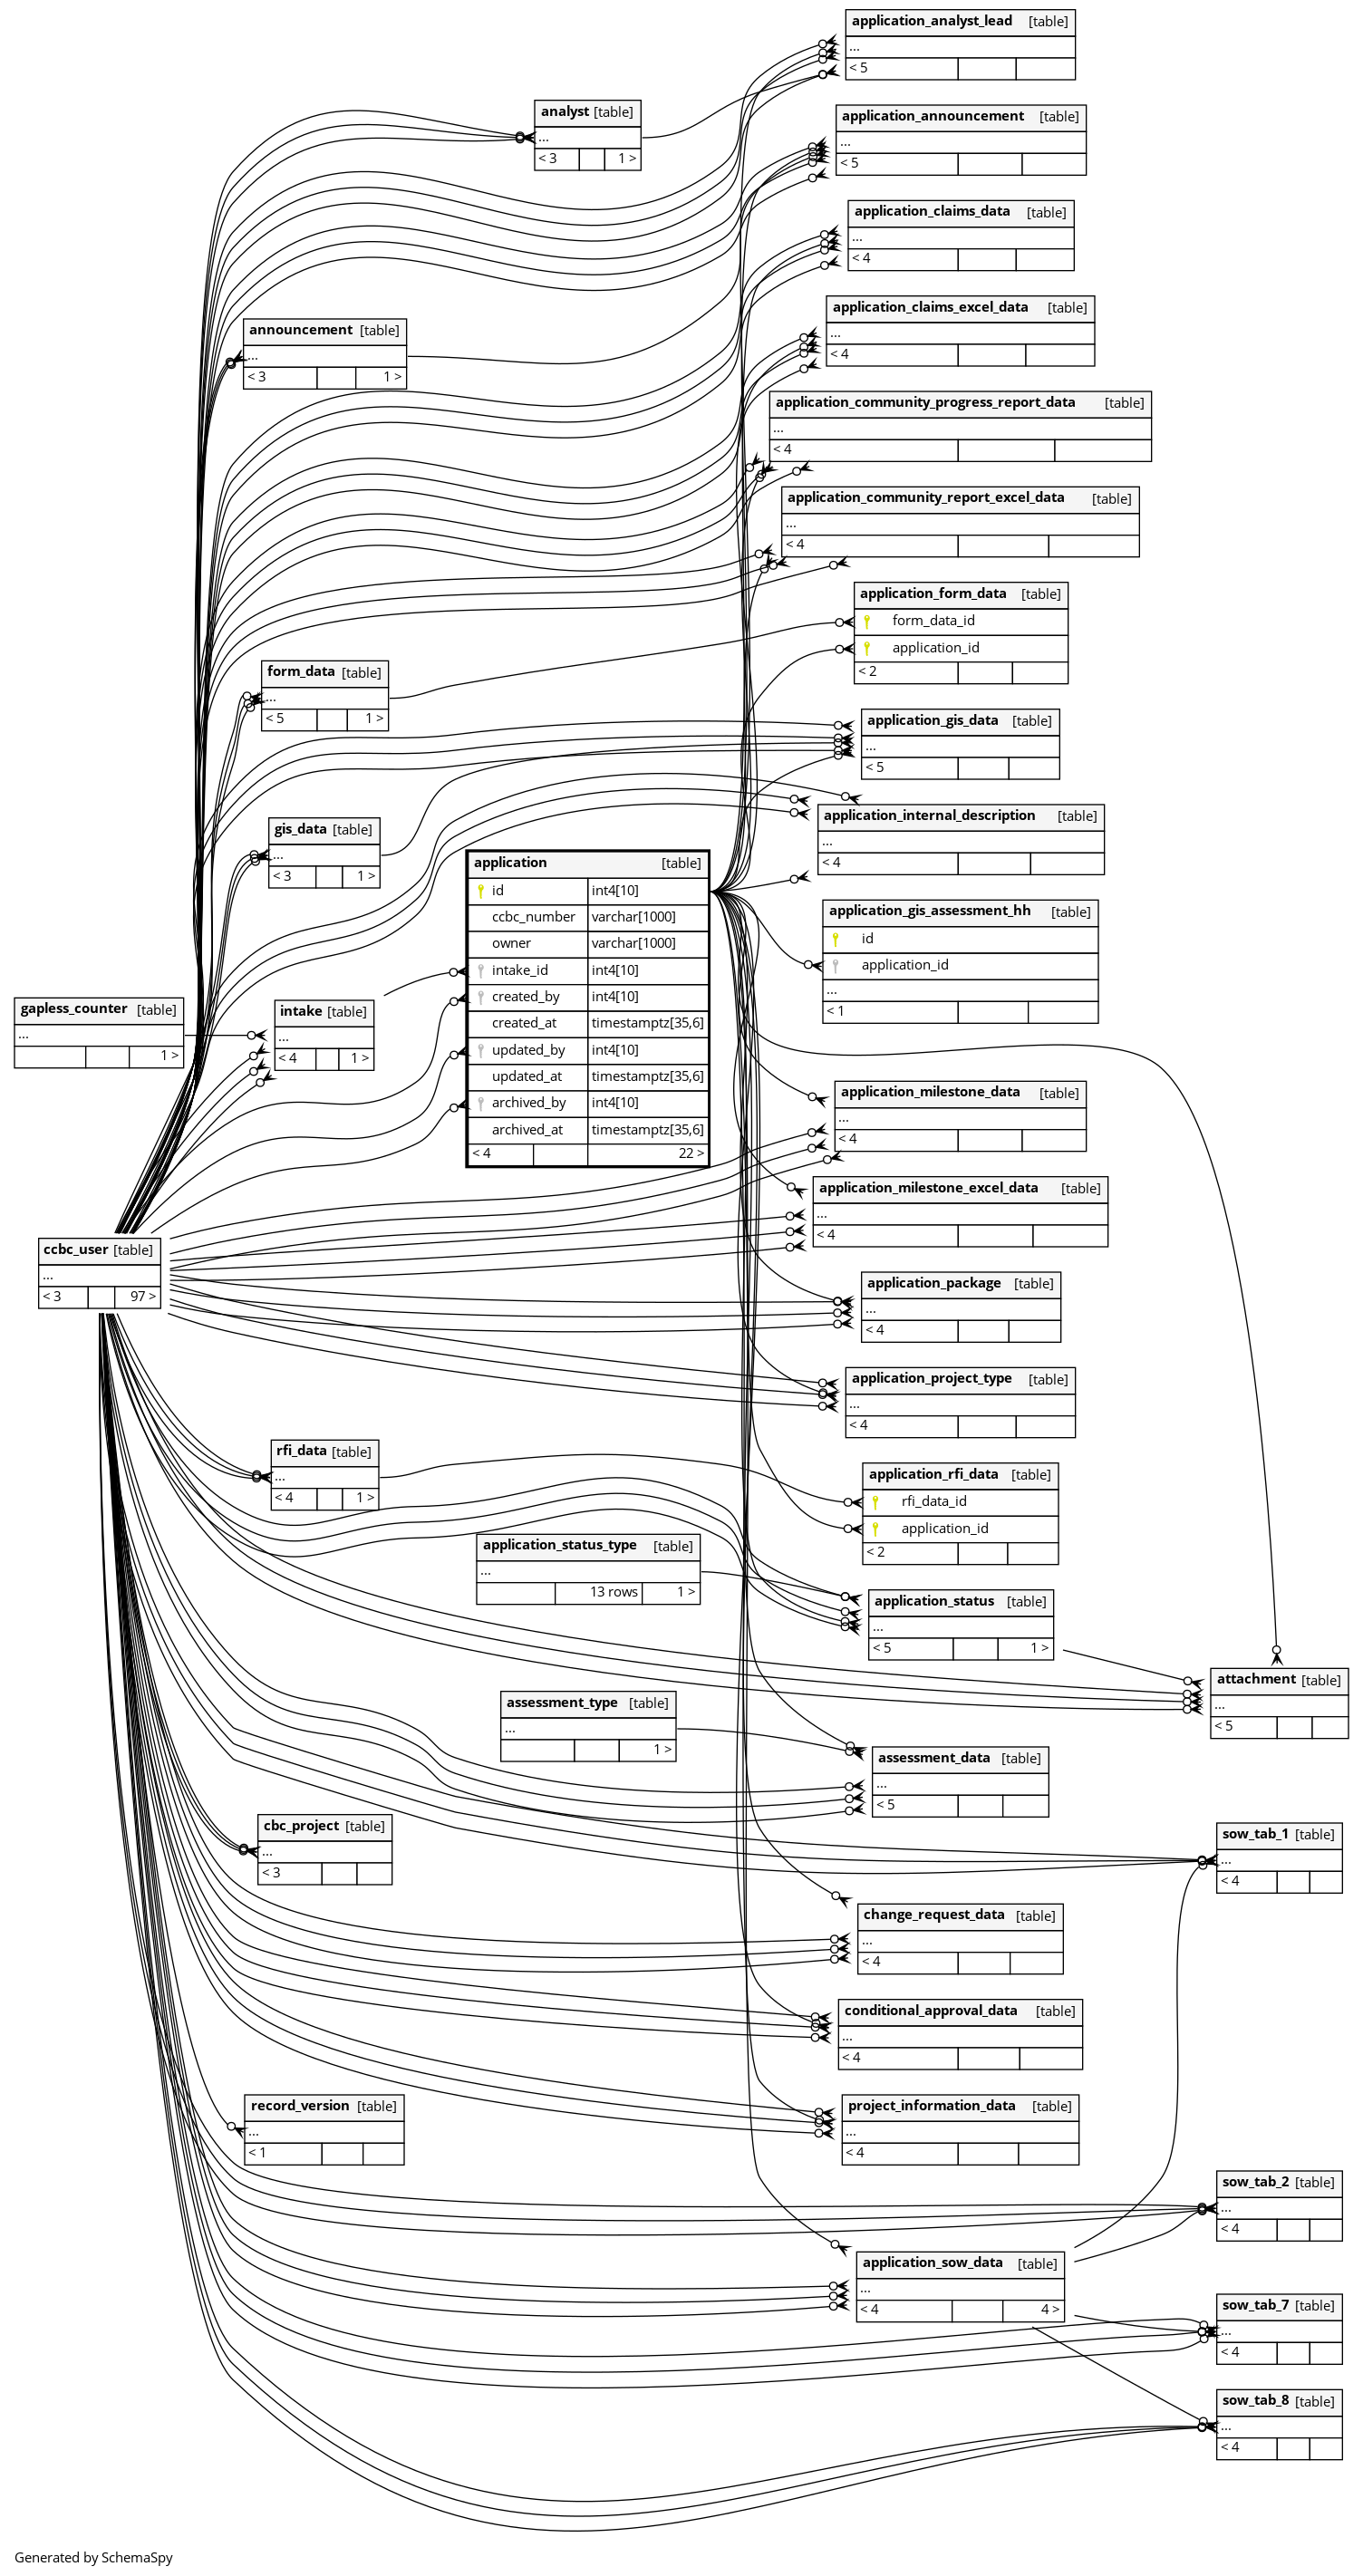 application_analyst_lead [table]
...
< 5
analyst [table]
...
< 3 1 >
application_announcement [table]
...
< 5
application_claims_data [table]
...
< 4
application_claims_excel_data [table]
...
< 4
announcement [table]
...
< 3 1 >
application_community_progress_report_data [table]
...
< 4
application_community_report_excel_data [table]
...
< 4
application_form_data [table]
form_data_id
application_id
< 2
form_data [table]
...
< 5 1 >
application_gis_data [table]
...
< 5
application_internal_description [table]
...
< 4
gis_data [table]
...
< 3 1 >
application [table]
id int4[10]
ccbc_number varchar[1000]
owner varchar[1000]
intake_id int4[10]
created_by int4[10]
created_at timestamptz[35,6]
updated_by int4[10]
updated_at timestamptz[35,6]
archived_by int4[10]
archived_at timestamptz[35,6]
< 4 22 >
application_gis_assessment_hh [table]
id
application_id
...
< 1
gapless_counter [table]
...
1 >
intake [table]
...
< 4 1 >
application_milestone_data [table]
...
< 4
application_milestone_excel_data [table]
...
< 4
ccbc_user [table]
...
< 3 97 >
application_package [table]
...
< 4
application_project_type [table]
...
< 4
rfi_data [table]
...
< 4 1 >
application_rfi_data [table]
rfi_data_id
application_id
< 2
application_status_type [table]
...
13 rows 1 >
application_status [table]
...
< 5 1 >
attachment [table]
...
< 5
assessment_type [table]
...
1 >
assessment_data [table]
...
< 5
cbc_project [table]
...
< 3
sow_tab_1 [table]
...
< 4
change_request_data [table]
...
< 4
conditional_approval_data [table]
...
< 4
record_version [table]
...
< 1
project_information_data [table]
...
< 4
sow_tab_2 [table]
...
< 4
application_sow_data [table]
...
< 4 4 >
sow_tab_7 [table]
...
< 4
sow_tab_8 [table]
...
< 4
Generated by SchemaSpy